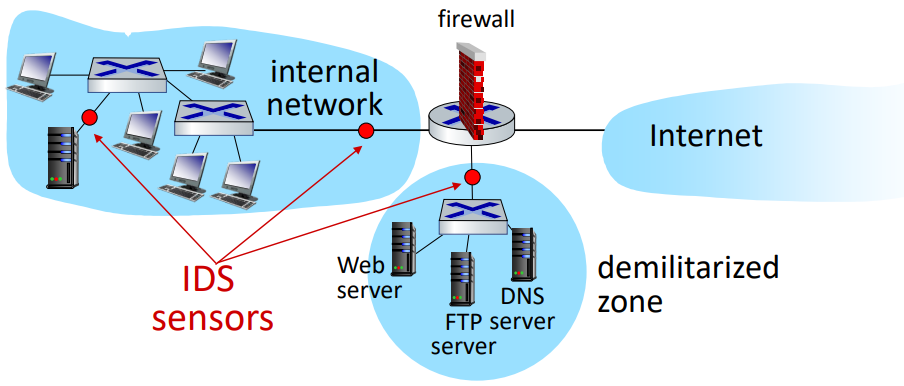 firewall
internal
network
Internet
IDS
sensors
Web
server
FTP
server
DNS
server
demilitarized
zone